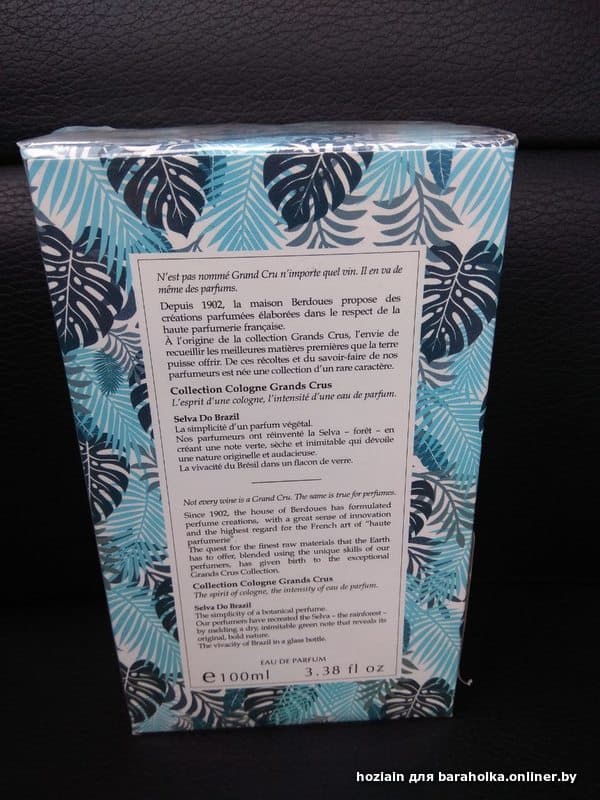 N'est pas nommé Grand Cru n'importe quel vin. Il en va de
même des parfums.
Depuis 1902, la maison Berdoues propose des
créations parfumées élaborées dans le respect de la
haute parfumerie française.
À l'origine de la collection Grands Crus, l'envie de
recueillir les meilleures matières premières que la terre
puisse offrir. De ces récoltes et du savoir-faire de nos
parfumeurs est née une collection d'un rare caractère.
Collection Cologne Grands Crus
L'esprit d'une cologne, l'intensité d'une eau de parfum.
Selva Do Brazil
La simplicité d'un parfum végétal.
Nos parfumeurs ont réinventé la Selva – forêt – en
créant une note verte, sèche et inimitable qui dévoile
une nature originelle et audacieuse.
La vivacité du Brésil dans un flacon de verre.
Not every wine is a Grand Cru. The same is true for perfumes.
Since 1902, the house of Berdoues has formulated
perfume creations, with a great sense of innovation
and the highest regard for the French art of "haute
parfumerie"
The quest for the finest raw materials that the Earth
has to offer, blended using the unique skills of our
perfumers, has given birth to the exceptional
Grands Crus Collection.
Collection Cologne Grands Crus
The spirit of cologne, the intensity of eau de parfum.
Selva Do Brazil
The simplicity of a botanical perfume.
Our perfumers have recreated the Selva – the rainforest –
by melding a dry, inimitable green note that reveals its
original, bold nature.
The vivacity of Brazil in a glass bottle.
EAU DE PARFUM
e100ml 3.38 fl oz
hozlain для baraholka.onliner.by